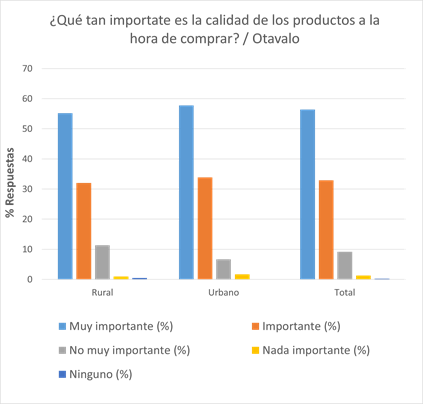 ¿Qué tan importate es la calidad de los productos a la
hora de comprar? / Otavalo
70
60
50
40
30
20
10
0
% Respuestas
Rural Urbano Total
Muy importante (%) Importante (%)
No muy importante (%) Nada importante (%)
Ninguno (%)